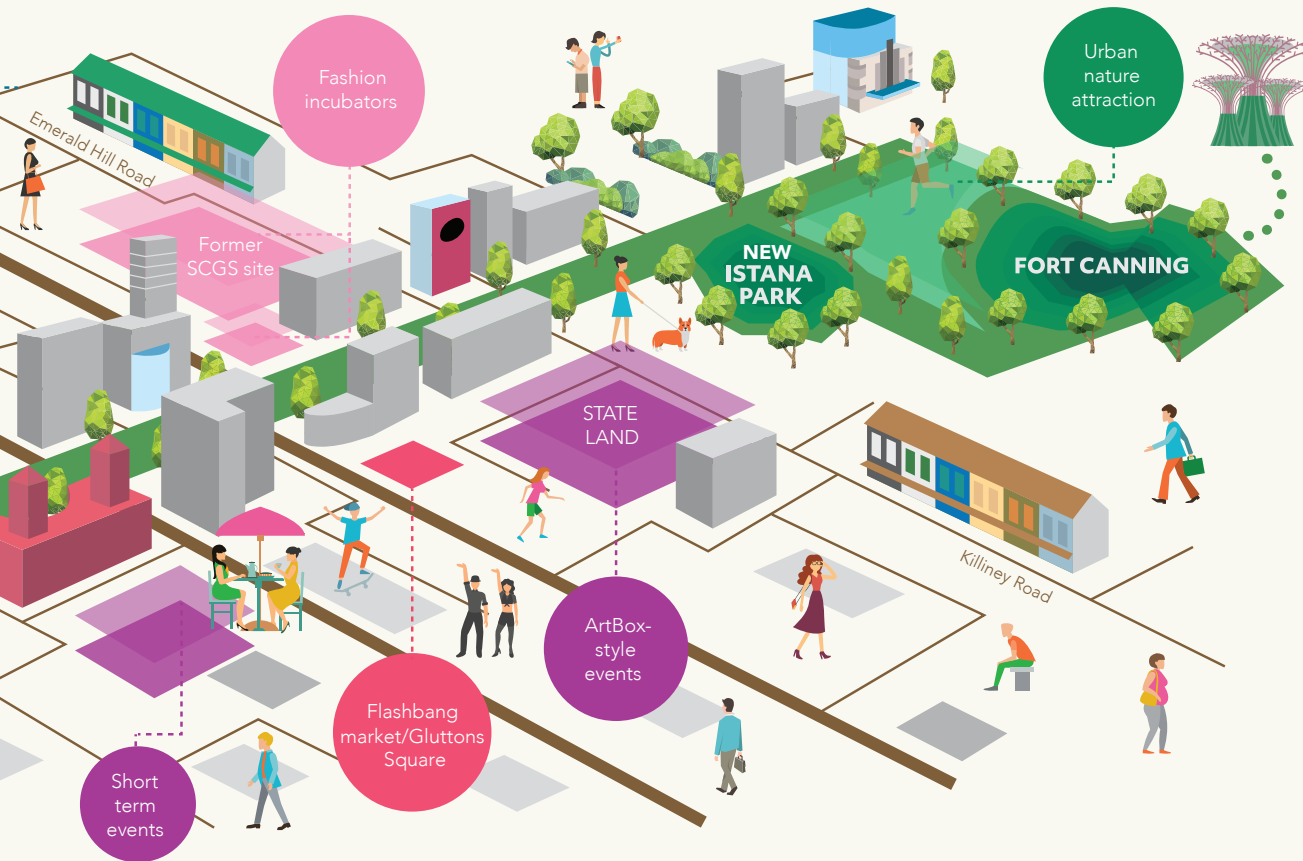 Fashion
incubators
Urban
nature
attraction
Emerald Hill Road
Former
SCGS site
NEW
ISTANA
PARK
FORT CANNING
STATE
LAND
Killiney Road
ArtBox-
style
events
Flashbang
market/Gluttons
Square
Short
term
events